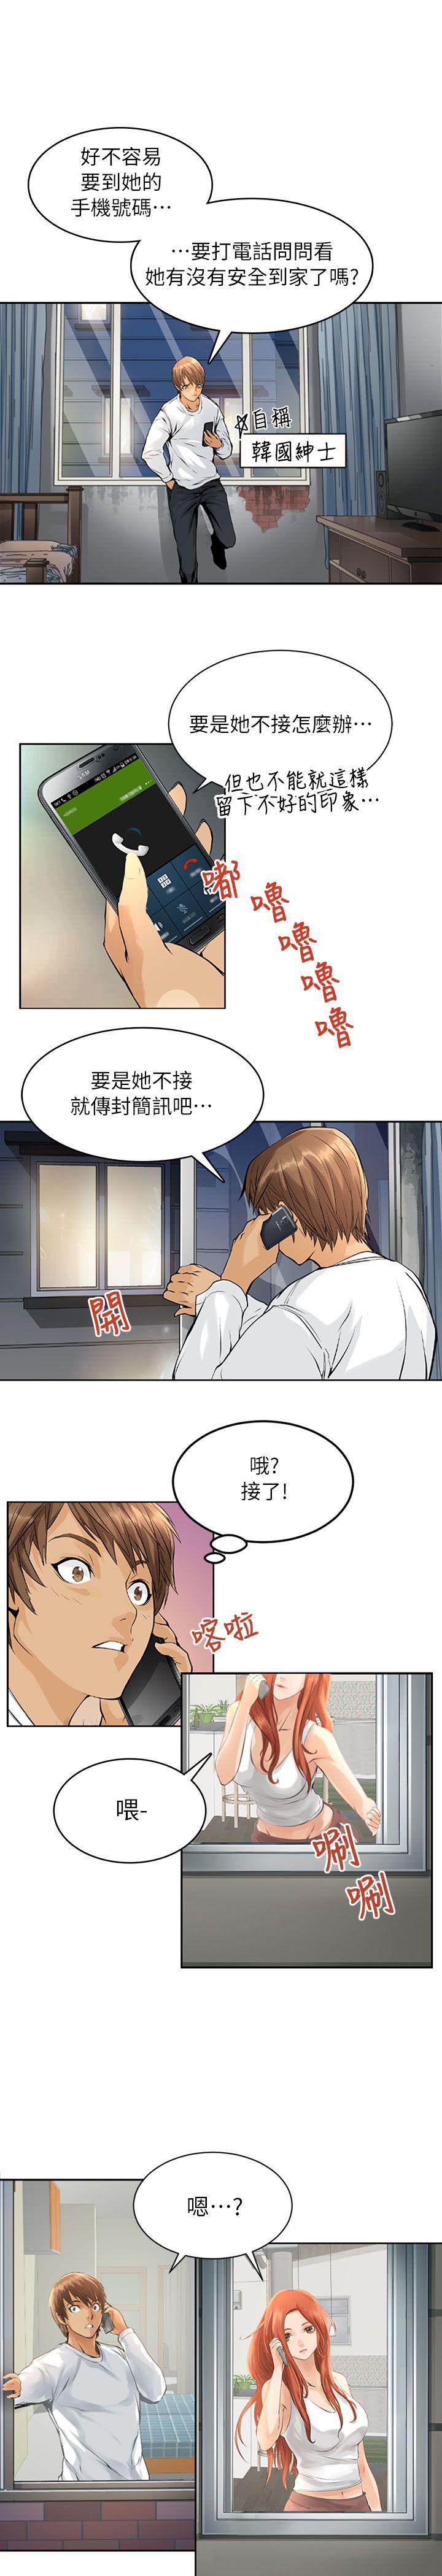 好不容易
要到她的
手機號碼⋯
⋯要打電話問問看
她有沒有安全到家了嗎?
☆自稱
韓國紳士
要是她不接怎麼辦⋯
但也不能就這樣
留下不好的印象⋯
嘟
嚕
嚕
嚕
嚕
要是她不接
就傳封簡訊吧⋯
開
哦?
接了!
喀啦
喂-
唰
唰
嗯⋯?